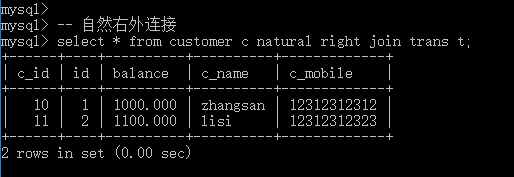 mysql>
mysql> -- 自然右外连接
mysql> select * from customer c natural right join trans t;
+------+----+----------+----------+-------------+
| c_id | id | balance | c_name | c_mobile |
+------+----+----------+----------+-------------+
| 10 | 1 | 1000.000 | zhangsan | 12312312312 |
| 11 | 2 | 1100.000 | lisi | 12312312323 |
+------+----+----------+----------+-------------+
2 rows in set (0.00 sec)